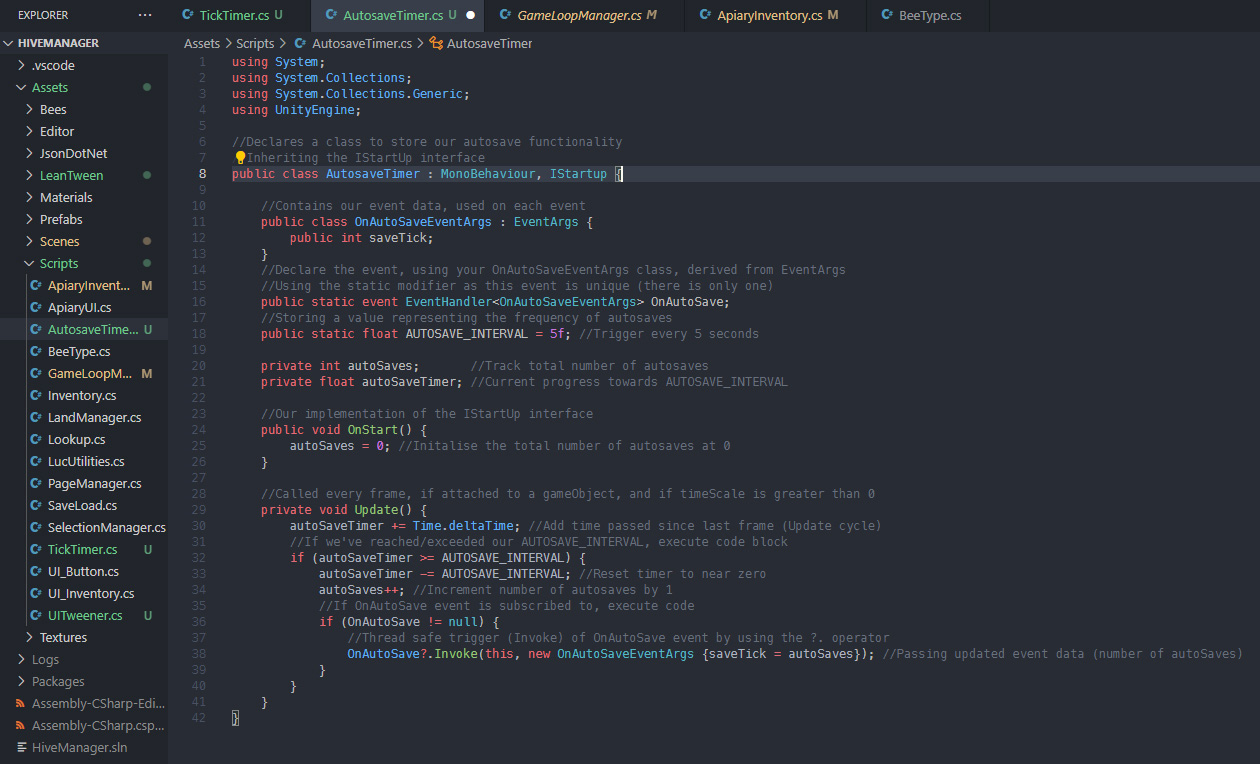 EXPLORER ···
TickTimer.cs U
AutosaveTimer.cs U
GameLoopManager.cs M
ApiaryInventory.cs M
BeeType.cs
HIVEMANAGER
.vscode
Assets
Bees
Editor
JsonDotNet
LeanTween
Materials
Prefabs
Scenes
Scripts
ApiaryInvent... M
ApiaryUI.cs
AutosaveTime... U
BeeType.cs
GameLoopM... M
Inventory.cs
LandManager.cs
Lookup.cs
LucUtilities.cs
PageManager.cs
SaveLoad.cs
SelectionManager.cs
TickTimer.cs U
UI_Button.cs
UI_Inventory.cs
UITweener.cs U
Textures
Logs
Packages
Assembly-CSharp-Edi...
Assembly-CSharp.csp...
HiveManager.sln
Assets > Scripts > AutosaveTimer.cs > AutosaveTimer
1 using System;
2 using System.Collections;
3 using System.Collections.Generic;
4 using UnityEngine;
5
6 //Declares a class to store our autosave functionality
7 Inheriting the IStartUp interface
8 public class AutosaveTimer : MonoBehaviour, IStartup {
9
10 //Contains our event data, used on each event
11 public class OnAutoSaveEventArgs : EventArgs {
12 public int saveTick;
13 }
14 //Declare the event, using your OnAutoSaveEventArgs class, derived from EventArgs
15 //Using the static modifier as this event is unique (there is only one)
16 public static event EventHandler<OnAutoSaveEventArgs> OnAutoSave;
17 //Storing a value representing the frequency of autosaves
18 public static float AUTOSAVE_INTERVAL = 5f; //Trigger every 5 seconds
19
20 private int autoSaves; //Track total number of autosaves
21 private float autoSaveTimer; //Current progress towards AUTOSAVE_INTERVAL
22
23 //Our implementation of the IStartUp interface
24 public void OnStart() {
25 autoSaves = 0; //Initalise the total number of autosaves at 0
26 }
27
28 //Called every frame, if attached to a gameObject, and if timeScale is greater than 0
29 private void Update() {
30 autoSaveTimer += Time.deltaTime; //Add time passed since last frame (Update cycle)
31 //If we've reached/exceeded our AUTOSAVE_INTERVAL, execute code block
32 if (autoSaveTimer >= AUTOSAVE_INTERVAL) {
33 autoSaveTimer -= AUTOSAVE_INTERVAL; //Reset timer to near zero
34 autoSaves++; //Increment number of autosaves by 1
35 //If OnAutoSave event is subscribed to, execute code
36 if (OnAutoSave != null) {
37 //Thread safe trigger (Invoke) of OnAutoSave event by using the ?. operator
38 OnAutoSave?.Invoke(this, new OnAutoSaveEventArgs {saveTick = autoSaves}); //Passing updated event data (number of autoSaves)
39 }
40 }
41 }
42 }